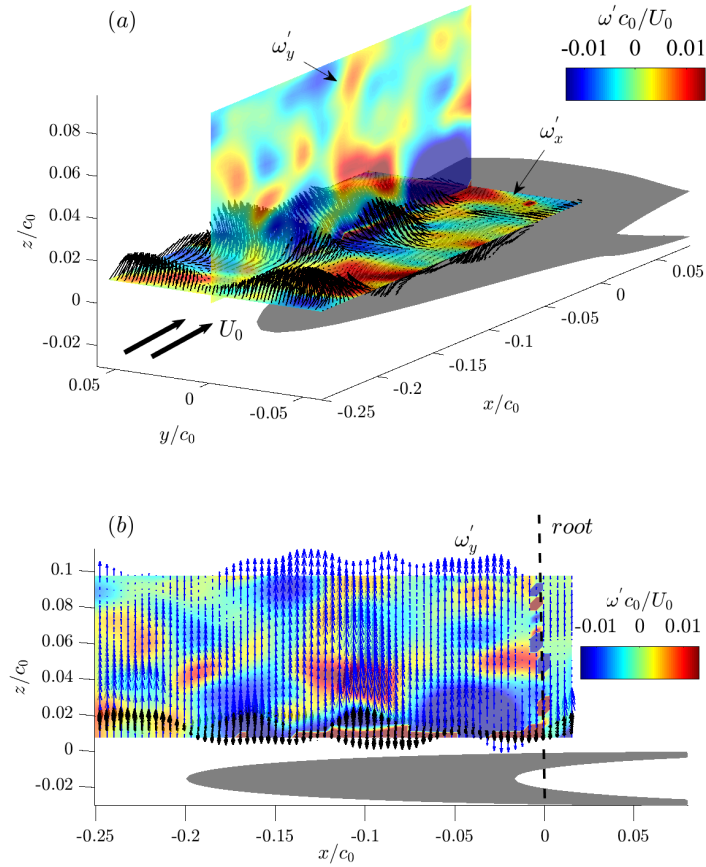 (a)
ω′c₀/U₀
-0.01 0 0.01
ω′y
ω′x
0.08
0.06
0.04
0.02
0
-0.02
z/c₀
U₀
0.05
0
-0.05
y/c₀
-0.25
-0.2
-0.15
-0.1
-0.05
0
0.05
x/c₀
(b)
ω′y
root
ω′c₀/U₀
-0.01 0 0.01
0.1
0.08
0.06
0.04
0.02
0
-0.02
z/c₀
-0.25 -0.2 -0.15 -0.1 -0.05 0 0.05
x/c₀